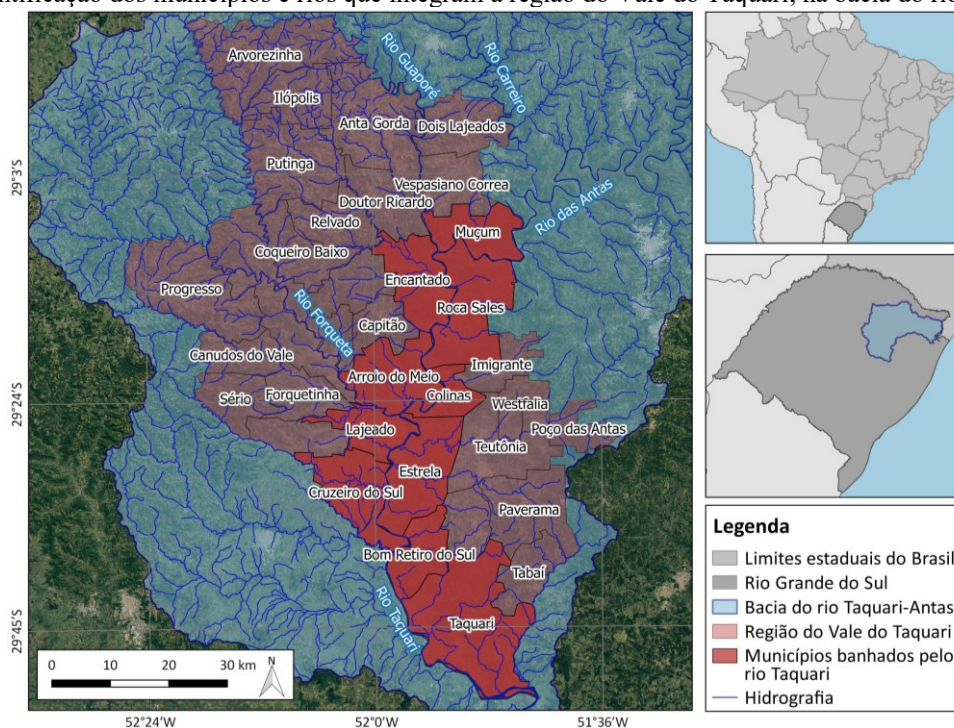 ntificação dos municípios e rios que integram a região do Vale do Taquari, na bacia do rio
Arvorezinha
Rio Guaporé
Rio Carreiro
Ilópolis
Anta Gorda
Dois Lajeados
Putinga
29°3'S
Vespasiano Correa
Doutor Ricardo
Relvado
Muçum
Rio das Antas
Coqueiro Baixo
Encantado
Progresso
Rio Forqueta
Roca Sales
Capitão
Canudos do Vale
Imigrante
Arroio do Meio
Colinas
Sério
Forquetinha
Westfália
29°24'S
Lajeado
Poço das Antas
Teutônia
Estrela
Cruzeiro do Sul
Paverama
Bom Retiro do Sul
Tabaí
Rio Taquari
Taquari
29°45'S
0 10 20 30 km
N
52°24'W 52°0'W 51°36'W
Legenda
Limites estaduais do Brasil
Rio Grande do Sul
Bacia do rio Taquari-Antas
Região do Vale do Taquari
Municípios banhados pelo
rio Taquari
Hidrografia